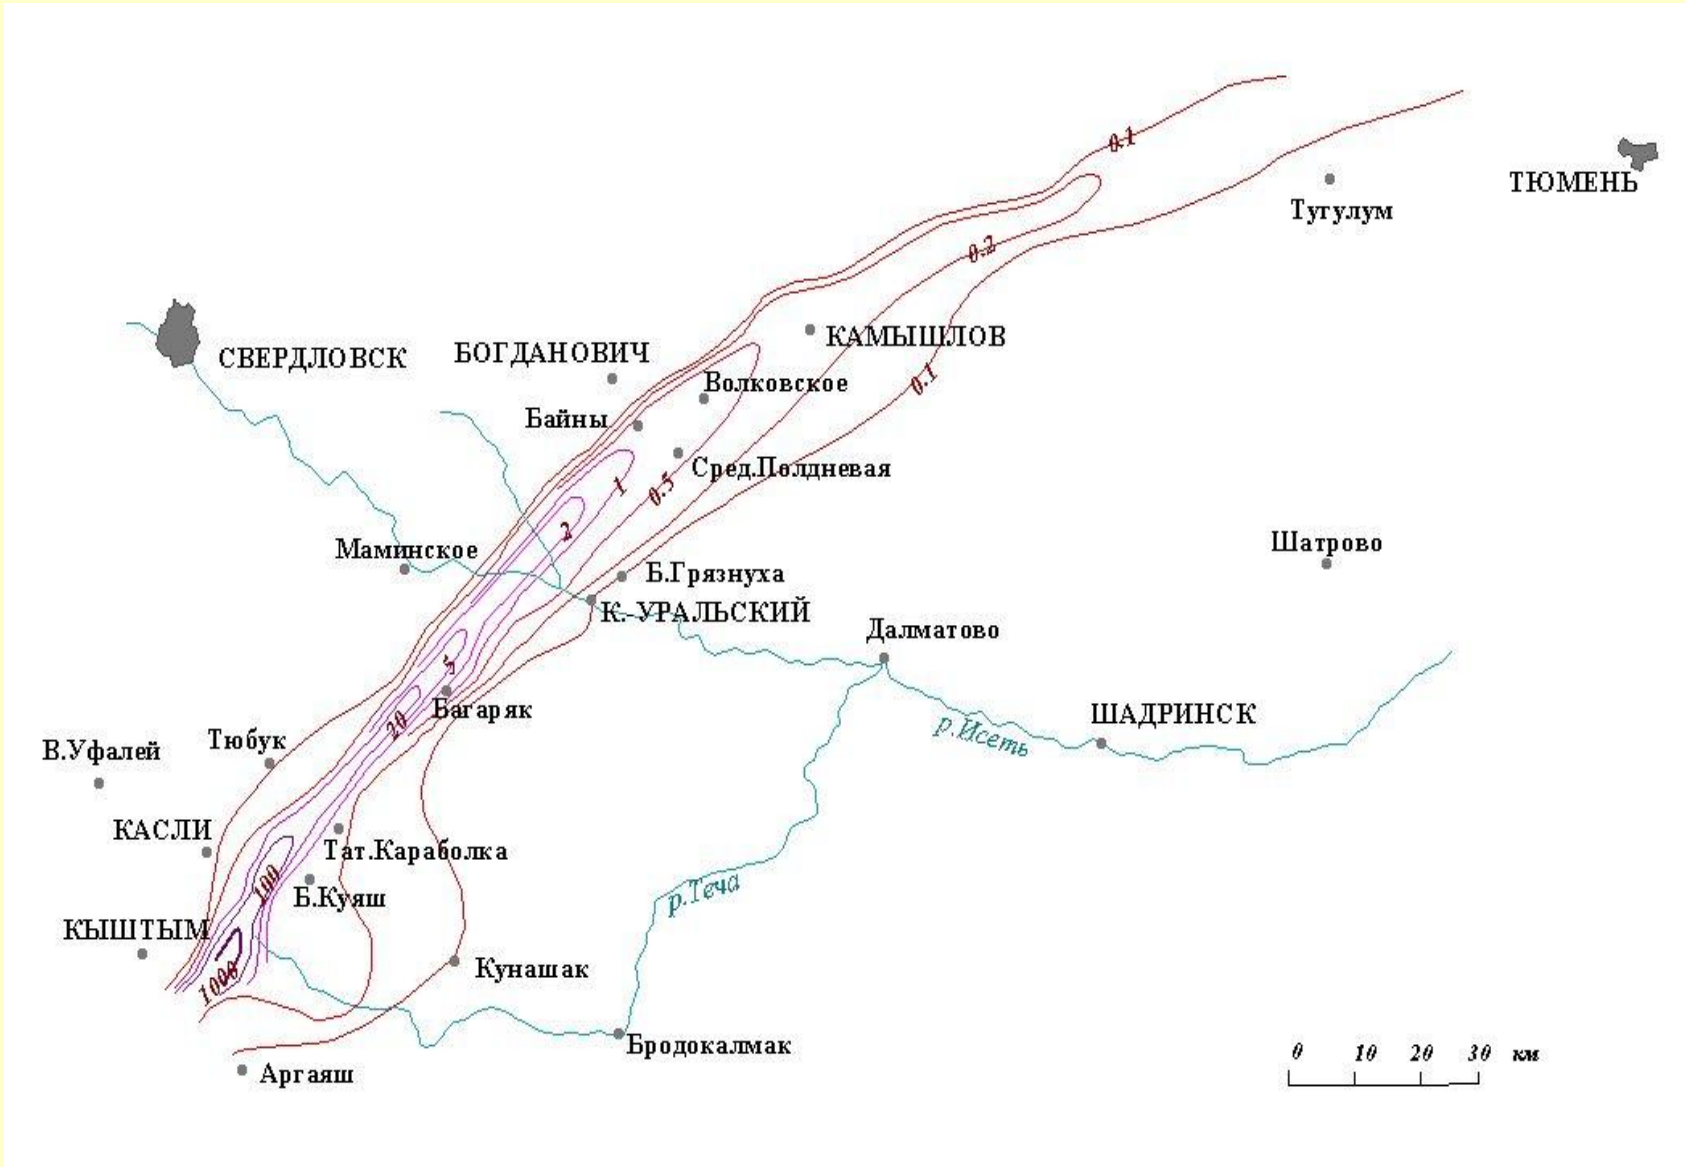 0.1
ТЮМЕНЬ
Тугулум
0.2
КАМЫШЛОВ
СВЕРДЛОВСК
БОГДАНОВИЧ
Волковское
0.1
Байны
Сред.Полдневая
1
0.5
2
Маминское
Шатрово
Б.Грязнуха
К.-УРАЛЬСКИЙ
Далматово
5
Багаряк
20
ШАДРИНСК
р.Исеть
Тюбук
В.Уфалей
КАСЛИ
Тат.Караболка
100
Б.Куяш
р.Теча
КЫШТЫМ
Кунашак
1000
Бродокалмак
Аргаяш
0 10 20 30 км